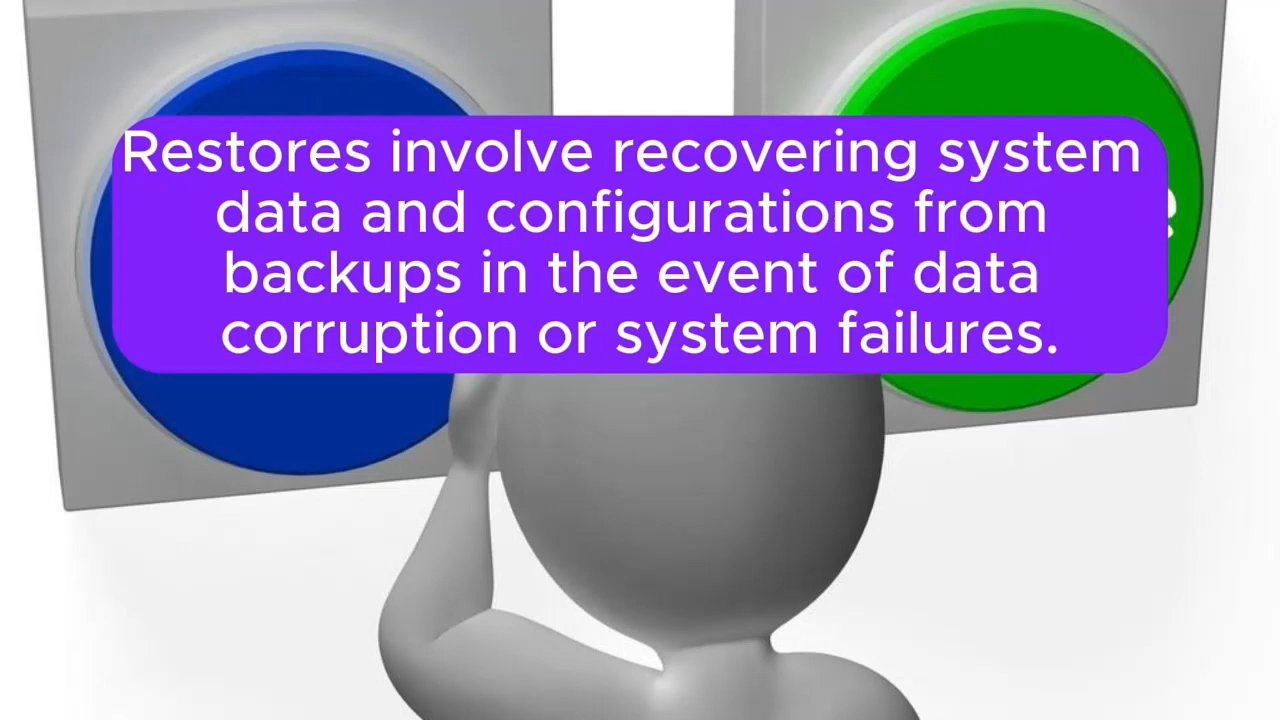 Restores involve recovering system
data and configurations from
backups in the event of data
corruption or system failures.